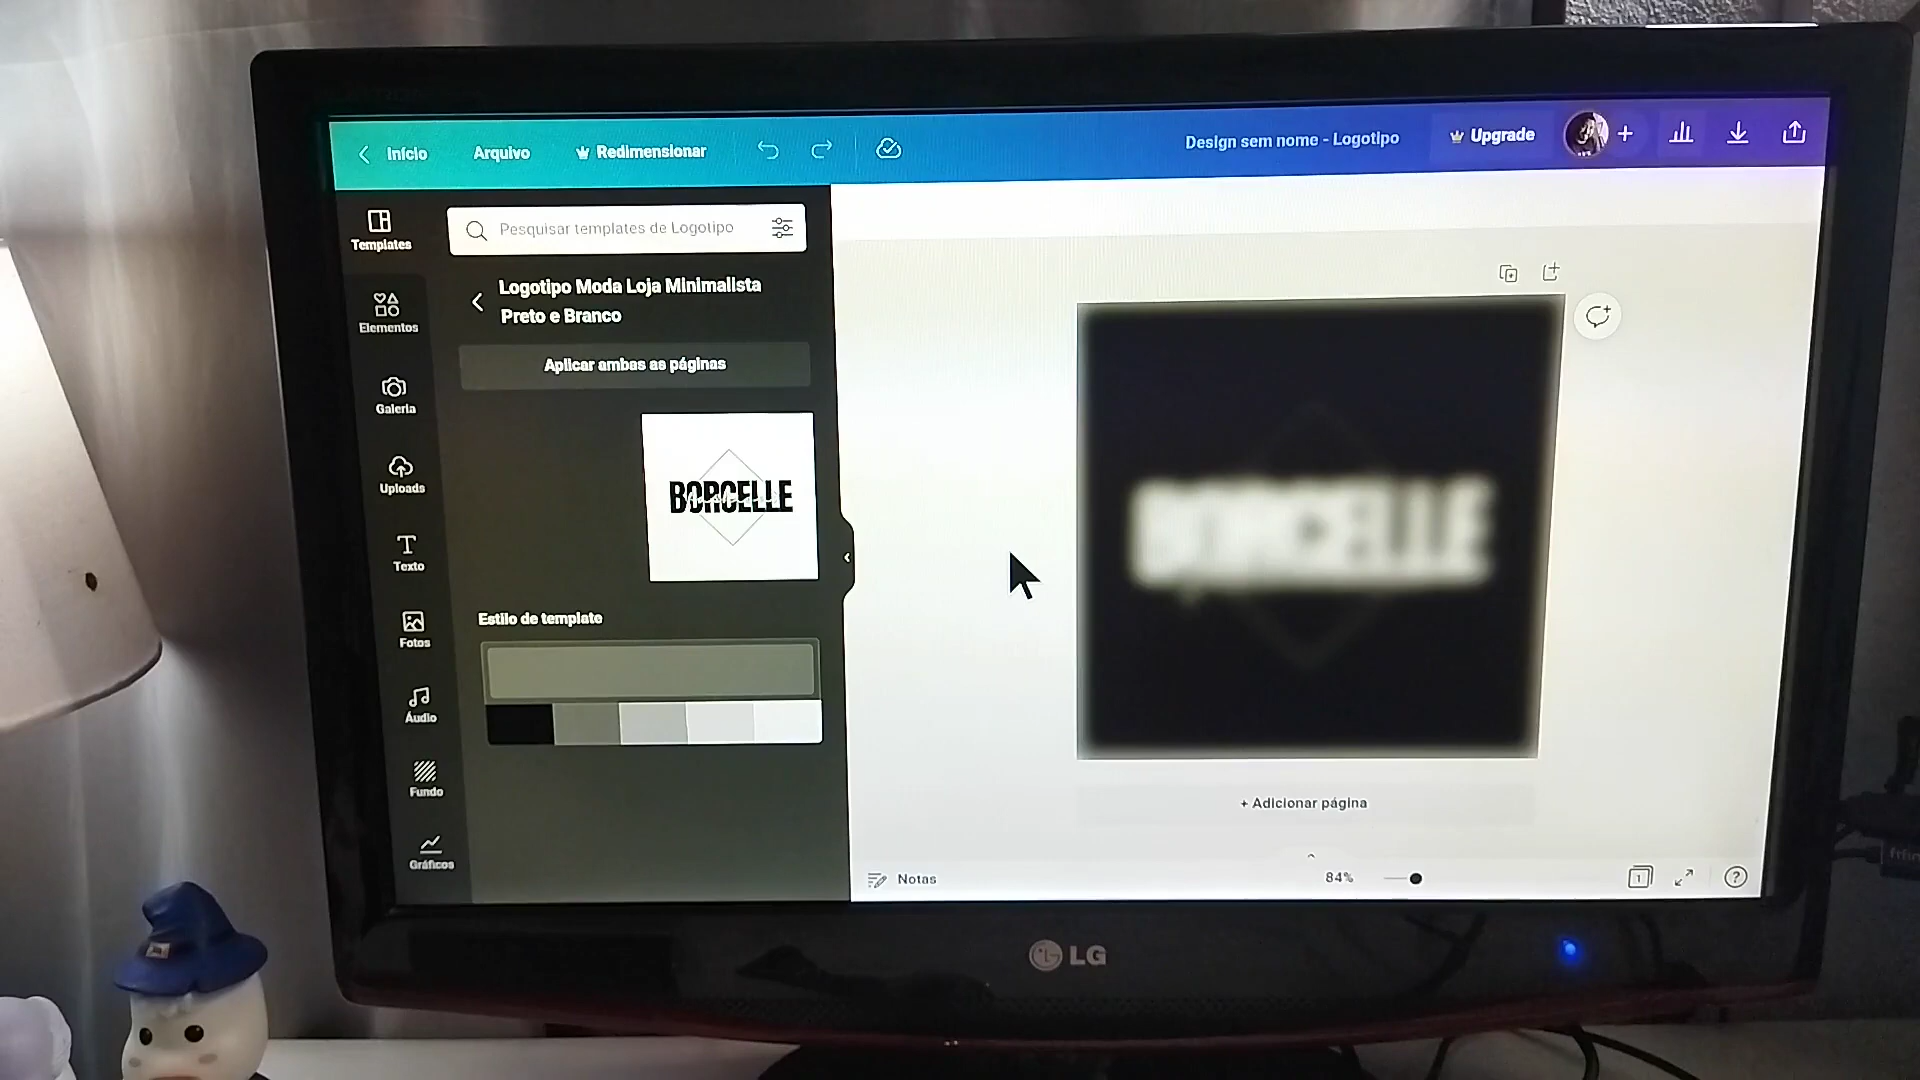 Início
Arquivo
Redimensionar
Design sem nome - Logotipo
Upgrade
Templates
Elementos
Galeria
Uploads
Texto
Fotos
Áudio
Fundo
Gráficos
Pesquisar templates de Logotipo
Logotipo Moda Loja Minimalista
Preto e Branco
Aplicar ambas as páginas
BORCELLE
Estilo de template
BORCELLE
+ Adicionar página
Notas
84%
1
?
LG